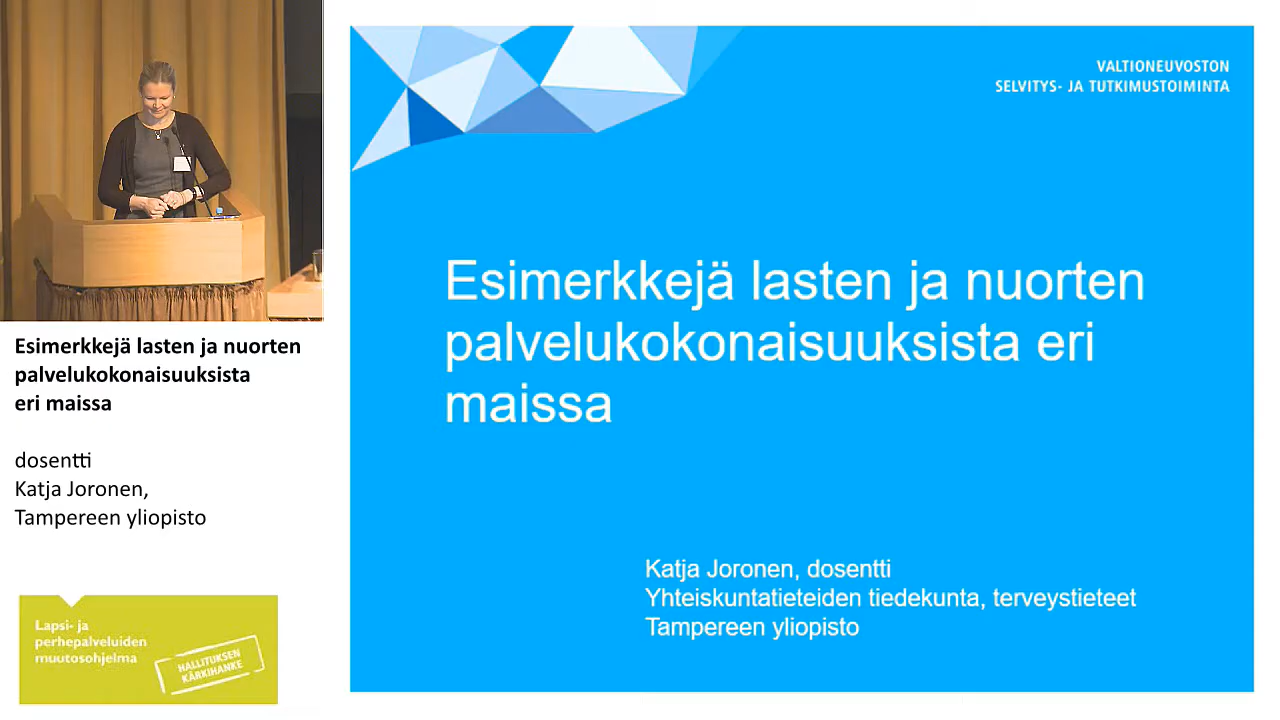 Esimerkkejä lasten ja nuorten
palvelukokonaisuuksista
eri maissa
dosentti
Katja Joronen,
Tampereen yliopisto
Lapsi- ja
perhepalveluiden
muutosohjelma
HALLITUKSEN
KÄRKIHANKE
VALTIONEUVOSTON
SELVITYS- JA TUTKIMUSTOIMINTA
Esimerkkejä lasten ja nuorten
palvelukokonaisuuksista eri
maissa
Katja Joronen, dosentti
Yhteiskuntatieteiden tiedekunta, terveystieteet
Tampereen yliopisto